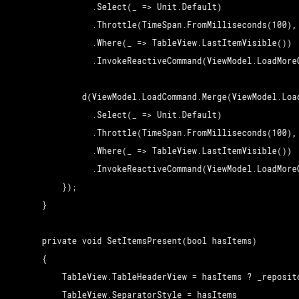 .Select(_ => Unit.Default)
.Throttle(TimeSpan.FromMilliseconds(100),
.Where(_ => TableView.LastItemVisible())
.InvokeReactiveCommand(ViewModel.LoadMore
d(ViewModel.LoadCommand.Merge(ViewModel.Load
.Select(_ => Unit.Default)
.Throttle(TimeSpan.FromMilliseconds(100),
.Where(_ => TableView.LastItemVisible())
.InvokeReactiveCommand(ViewModel.LoadMore
});
}
private void SetItemsPresent(bool hasItems)
{
TableView.TableHeaderView = hasItems ? _reposito
TableView.SeparatorStyle = hasItems